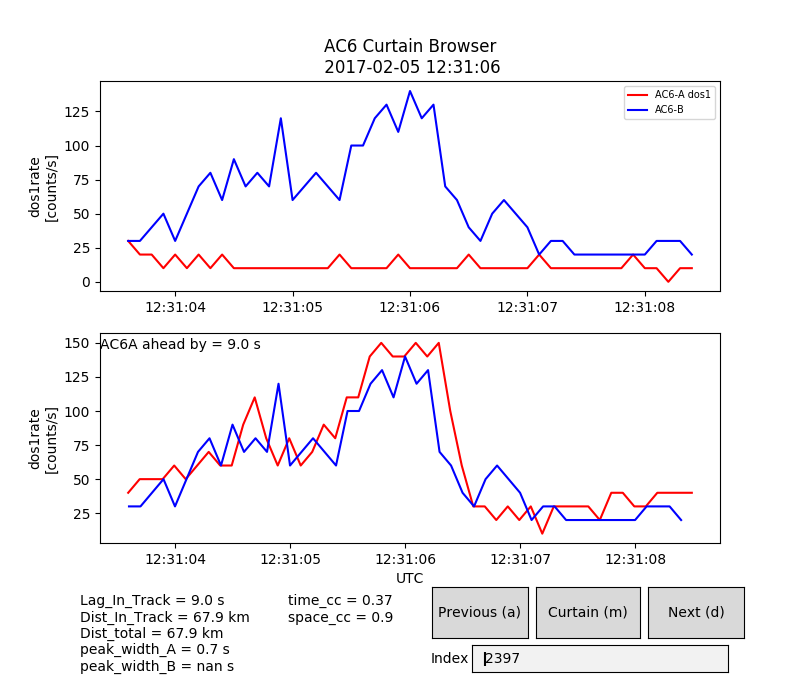 AC6 Curtain Browser
2017-02-05 12:31:06
dos1rate
[counts/s]
125
100
75
50
25
0
AC6-A dos1
AC6-B
12:31:04 12:31:05 12:31:06 12:31:07 12:31:08
dos1rate
[counts/s]
150
125
100
75
50
25
AC6A ahead by = 9.0 s
12:31:04 12:31:05 12:31:06 12:31:07 12:31:08
UTC
Lag_In_Track = 9.0 s
Dist_In_Track = 67.9 km
Dist_total = 67.9 km
peak_width_A = 0.7 s
peak_width_B = nan s
time_cc = 0.37
space_cc = 0.9
Previous (a) Curtain (m) Next (d)
Index 2397